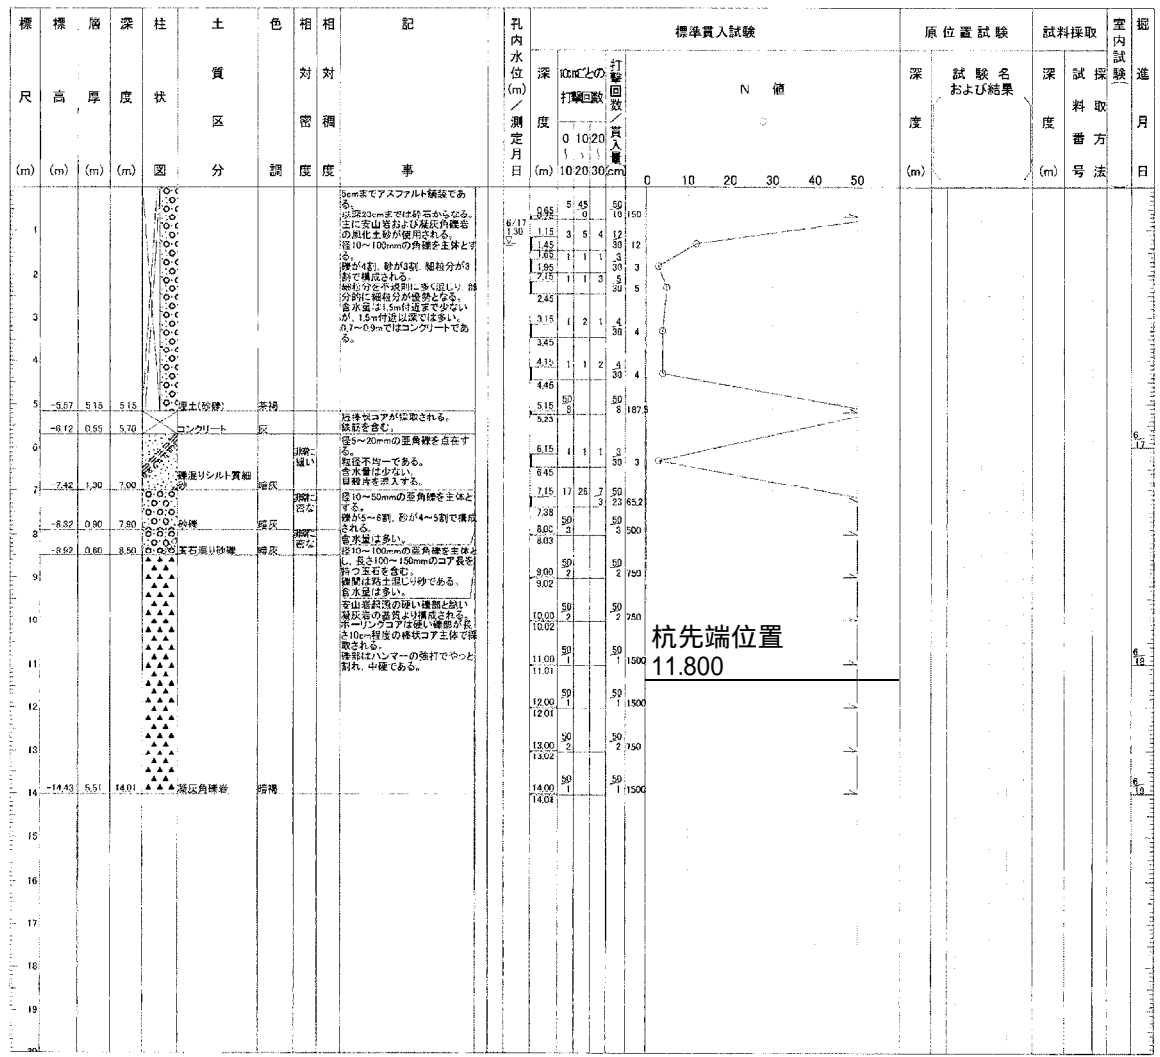 標尺(m)
標高(m)
層厚(m)
深度(m)
柱状図
土質区分
色調
相対密度
相対稠度
記事
孔内水位(m)/測定月日
標準貫入試験
深度(m)
10cmごとの打撃回数
0 10 20
10 20 30
打撃回数/貫入量(cm)
N 値
0 10 20 30 40 50
原位置試験
深度(m)
試験名および結果
試料採取
深度(m)
試料番号
採取方法
室内試験
掘進月日
5cmまでアスファルト舗装であ
る。
以深20cmまでは砕石からなる。
主に安山岩および凝灰角礫岩
の風化土砂が使用される。
径10~100mmの角礫を主体とす
る。
礫が4割、砂が3割、細粒分が3
割で構成される。
細粒分を不規則に多く混じり、部
分的に細粒分が優勢となる。
含水量は1.5m付近まで少ない
が、1.5m付近以深では多い。
0.7~0.9mではコンクリートであ
る。
5.15 5.15 茶褐
短棒状コアが採取される。
鉄筋を含む。
-6.12 0.55 5.70 コンクリート 灰
径5~20mmの亜角礫を点在す
る。
粒径不均一である。
含水量は少ない。
貝殻片を混入する。
-7.42 1.30 7.00 礫混りシルト質細砂 暗灰 非常に緩い
径10~50mmの亜角礫を主体と
する。
礫が5~6割、砂が4~5割で構成
される。
含水量は多い。
-8.32 0.90 7.90 砂礫 暗灰 非常に密な
径10~100mmの亜角礫を主体と
し、長さ100~150mmのコア長を
持つ玉石を含む。
礫間は粘土混じり砂である。
含水量は多い。
0.60 8.50 玉石混り砂礫 暗灰 非常に密な
安山岩起源の硬い礫部と脆い
凝灰岩の基質より構成される。
ボーリングコアは硬い礫部が長
さ10cm程度の棒状コア主体で採
取される。
礫部はハンマーの強打でやっと
割れ、中硬である。
-14.43 5.51 14.01 凝灰角礫岩 暗褐
6/17
1.30
0.65 5 45 50 150
1.15 3 5 4 12 30 12
1.45
1.65 1 1 1 3 30 3
1.95
2.15 1 1 3 5 30 5
2.45
3.15 1 2 1 4 30 4
3.45
4.15 1 1 2 4 30 4
4.45
5.15 50 8 50 8 187.5
5.23
6.15 1 1 1 3 30 3
6.45
7.15 17 26 7 3 50 23 65.2
7.38
8.00 50 3 50 3 500
8.03
9.00 50 2 50 2 750
9.02
10.00 50 2 50 2 750
10.02
11.00 50 1 50 1 1500
11.01
12.00 50 1 50 1 1500
12.01
13.00 50 2 50 2 750
13.02
14.00 50 1 50 1 1500
14.01
杭先端位置
11.800
6/17
6/18
6/19
1
2
3
4
5
6
7
8
9
10
11
12
13
14
15
16
17
18
19
20